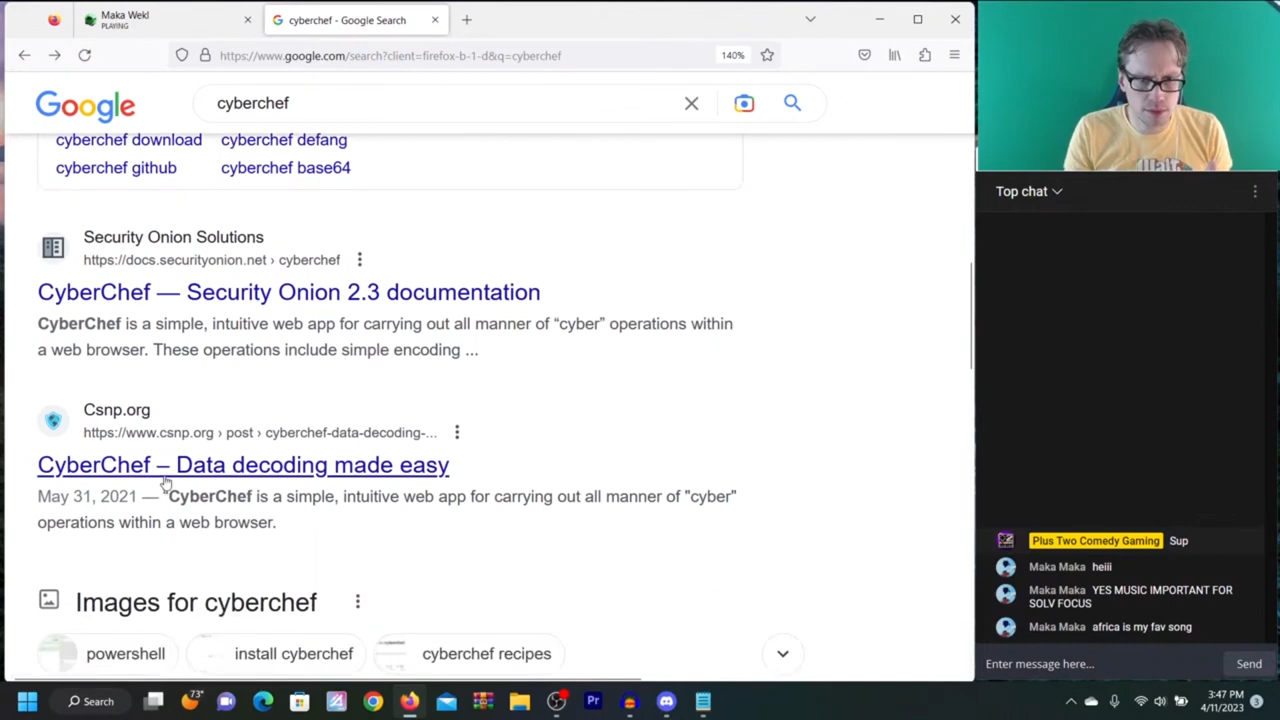 Maka Wekl
PLAYING
cyberchef - Google Search
https://www.google.com/search?client=firefox-b-1-d&q=cyberchef
140%
Google
cyberchef
cyberchef download
cyberchef defang
cyberchef github
cyberchef base64
Security Onion Solutions
https://docs.securityonion.net › cyberchef
CyberChef — Security Onion 2.3 documentation
CyberChef is a simple, intuitive web app for carrying out all manner of “cyber” operations within
a web browser. These operations include simple encoding ...
Csnp.org
https://www.csnp.org › post › cyberchef-data-decoding-...
CyberChef – Data decoding made easy
May 31, 2021 — "CyberChef is a simple, intuitive web app for carrying out all manner of "cyber"
operations within a web browser.
Images for cyberchef
powershell
install cyberchef
cyberchef recipes
Top chat
Plus Two Comedy Gaming Sup
Maka Maka heiii
Maka Maka YES MUSIC IMPORTANT FOR
SOLV FOCUS
Maka Maka africa is my fav song
Enter message here...
Send
Search
73°
Pr
3:47 PM
4/11/2023
3